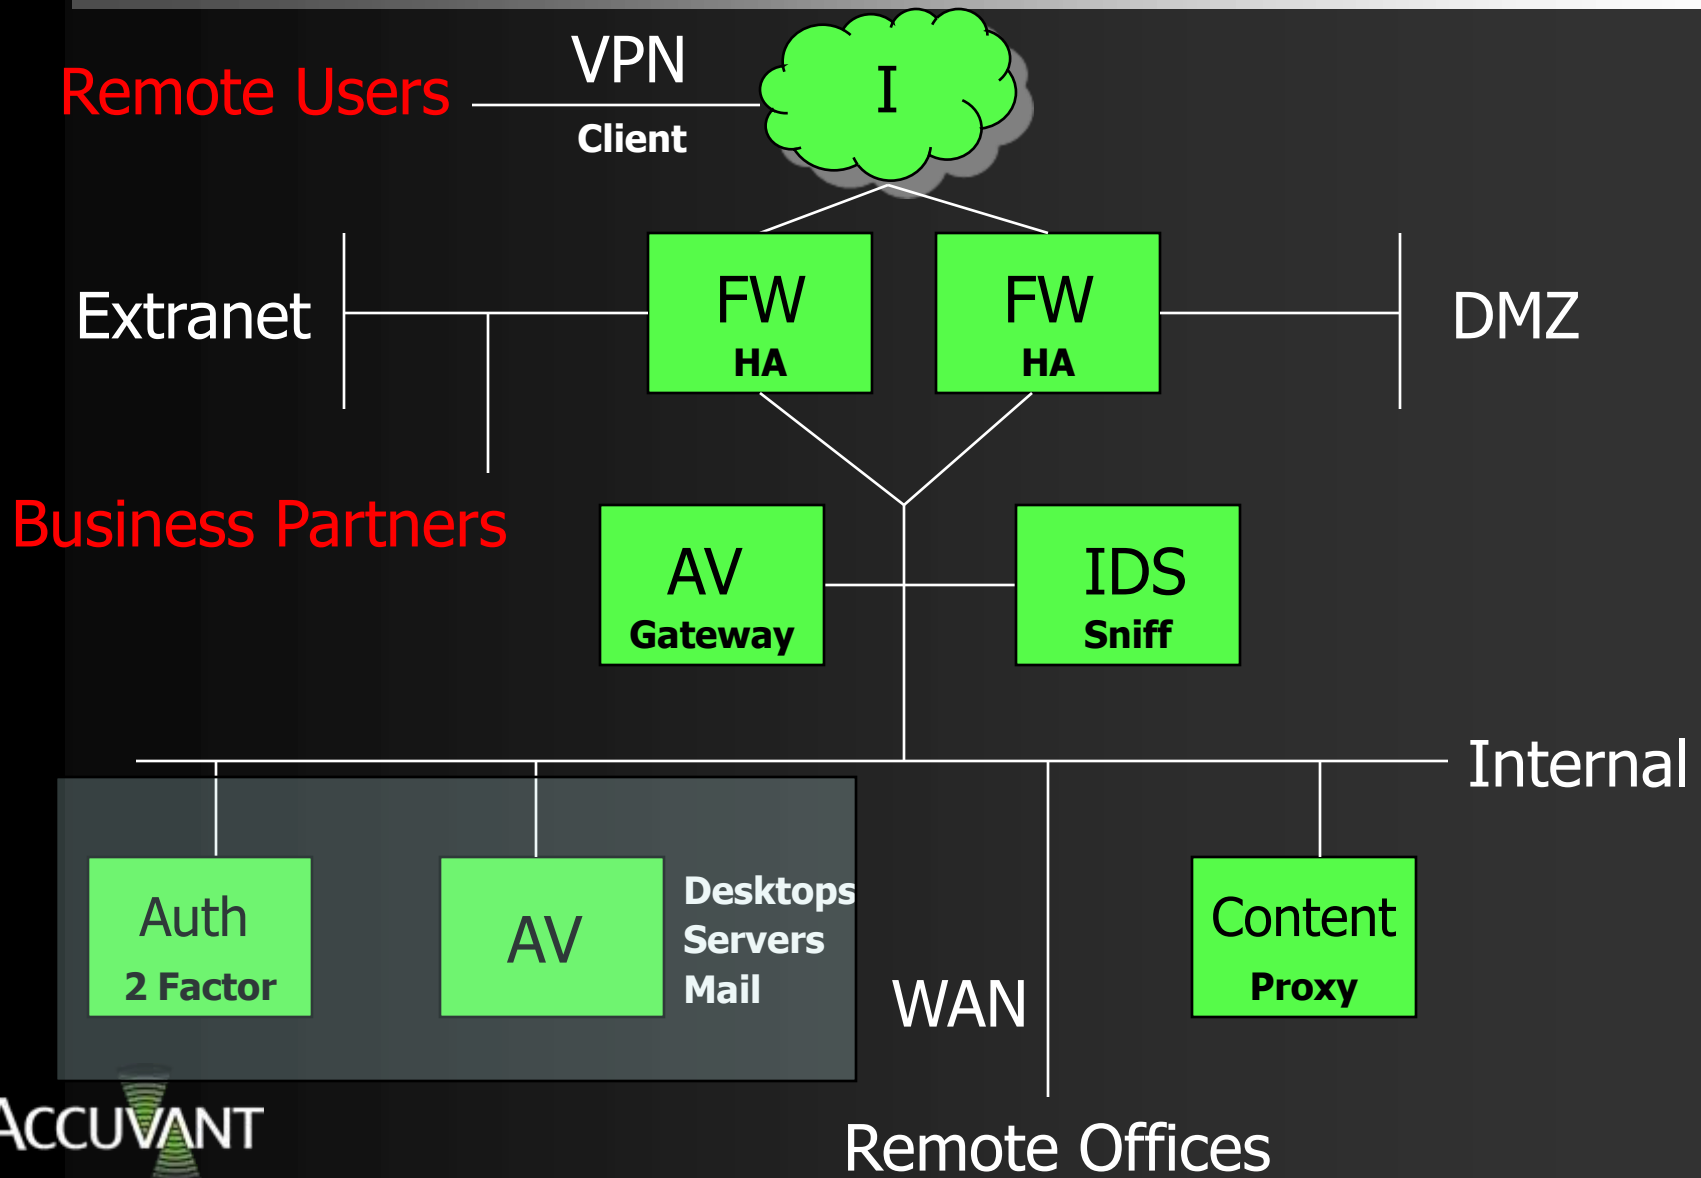 VPN
Remote Users
Client
I
FW
HA
FW
HA
Extranet
DMZ
Business Partners
AV
Gateway
IDS
Sniff
Internal
Auth
2 Factor
AV
Desktops
Servers
Mail
WAN
Content
Proxy
ACCUVANT
Remote Offices